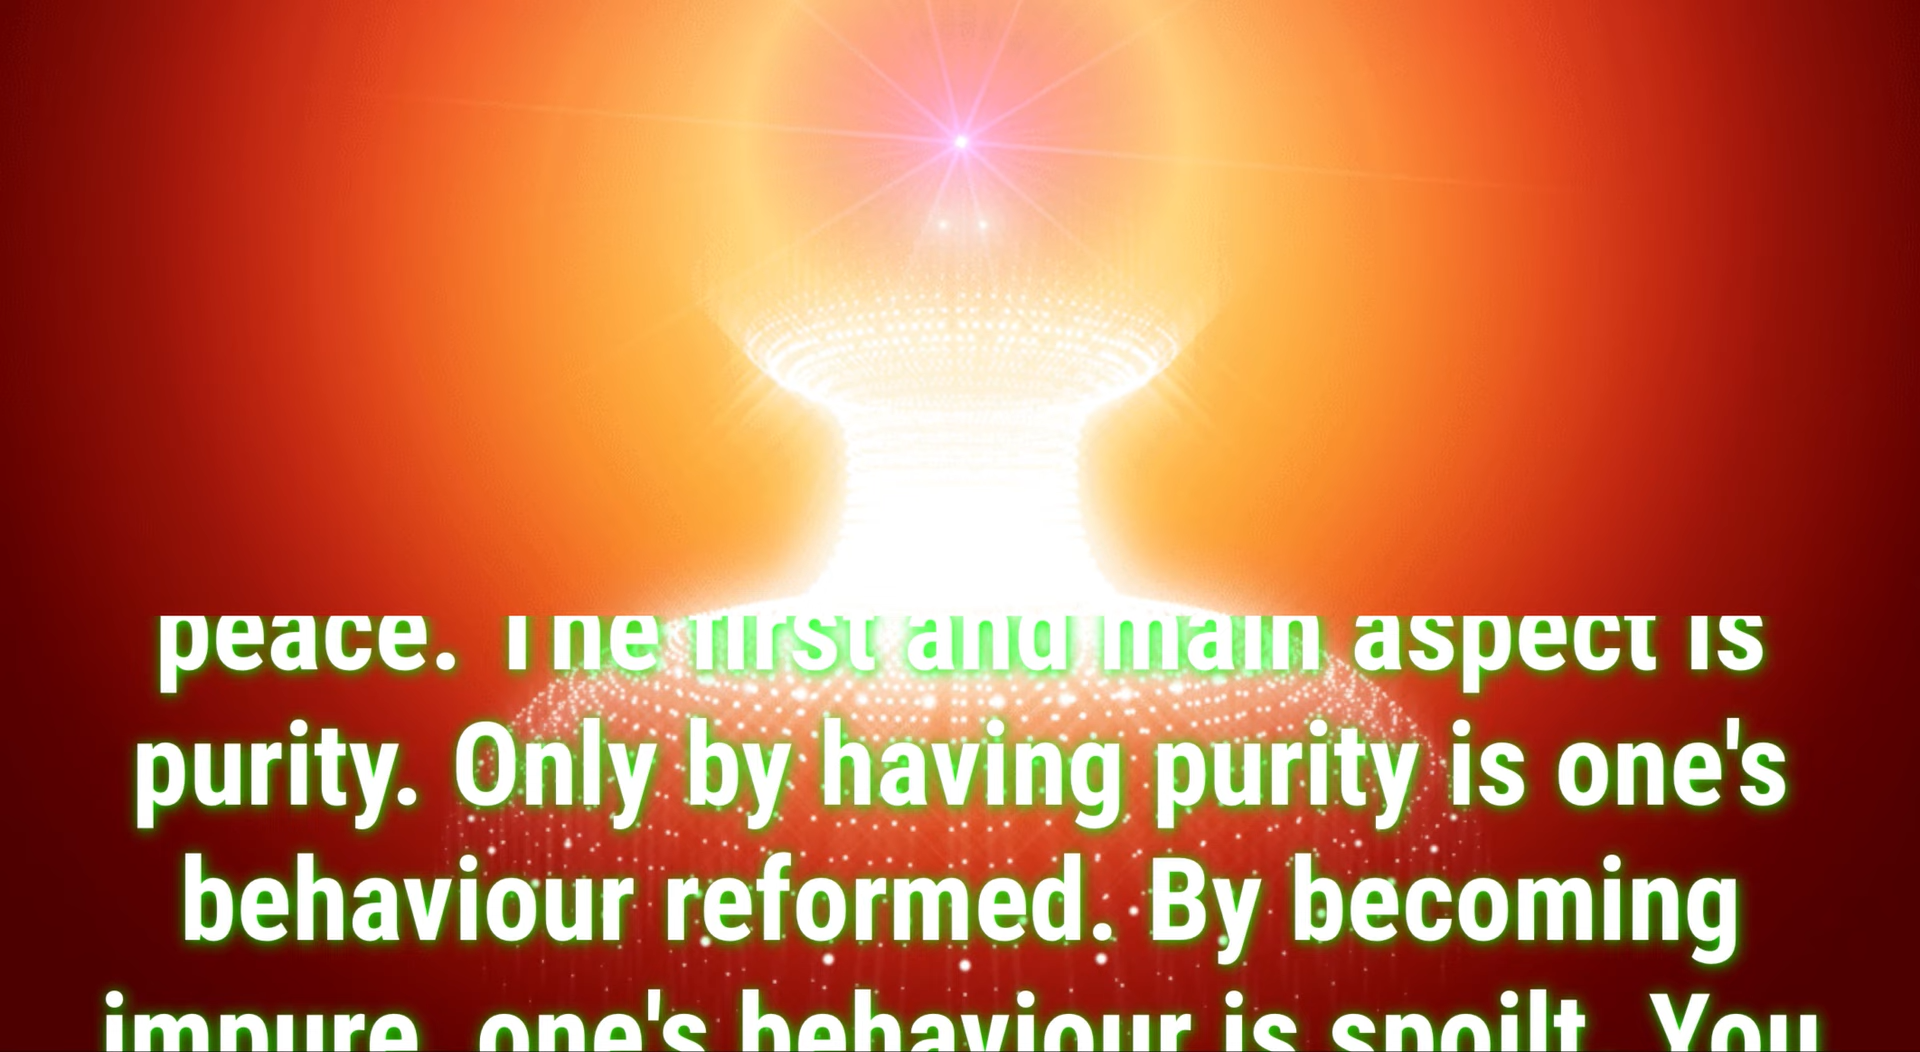 peace. The first and main aspect is
purity. Only by having purity is one's
behaviour reformed. By becoming
impure, one's behaviour is spoilt. You